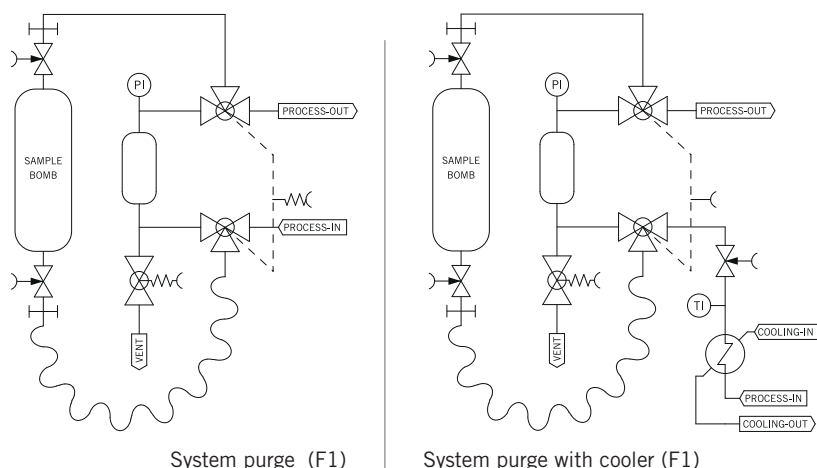 PI
PROCESS-OUT
SAMPLE
BOMB
PROCESS-IN
VENT
System purge (F1)
PI
PROCESS-OUT
SAMPLE
BOMB
TI
COOLING-IN
VENT
PROCESS-IN
COOLING-OUT
System purge with cooler (F1)